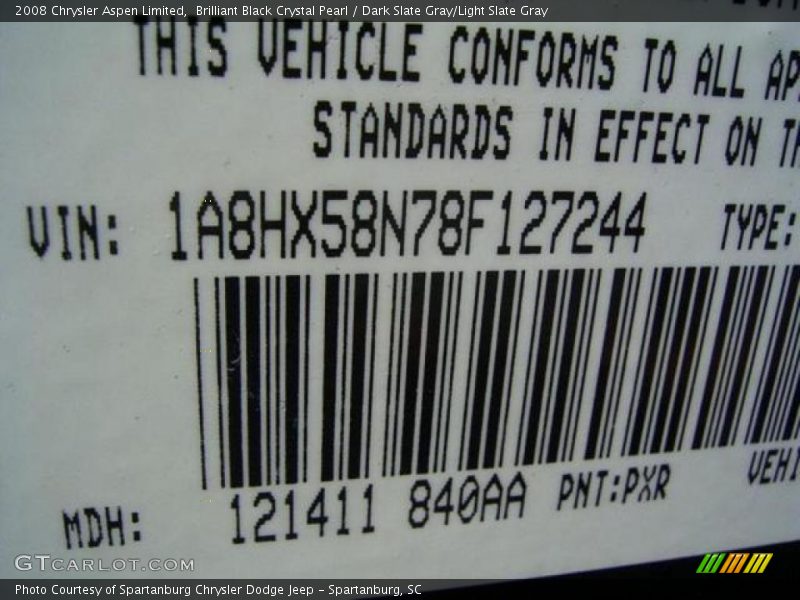 2008 Chrysler Aspen Limited,  Brilliant Black Crystal Pearl / Dark Slate Gray/Light Slate Gray
THIS VEHICLE CONFORMS TO ALL
STANDARDS IN EFFECT ON
VIN: 1A8HX58N78F127244 TYPE:
MDH: 121411 840AA PNT:PXR
GTCARLOT.COM
Photo Courtesy of Spartanburg Chrysler Dodge Jeep - Spartanburg, SC